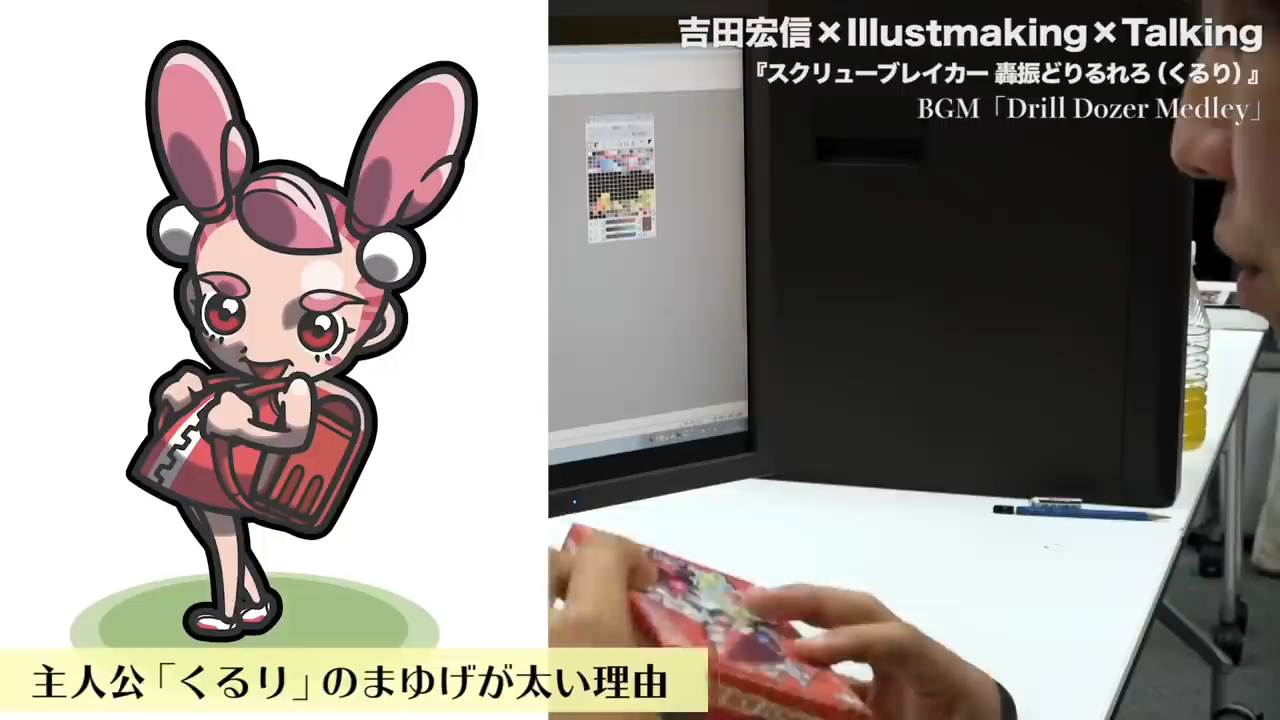 吉田宏信×Illustmaking×Talking
『スクリューブレイカー 轟振どりるれろ（くるり）』
BGM「Drill Dozer Medley」
主人公「くるり」のまゆげが太い理由